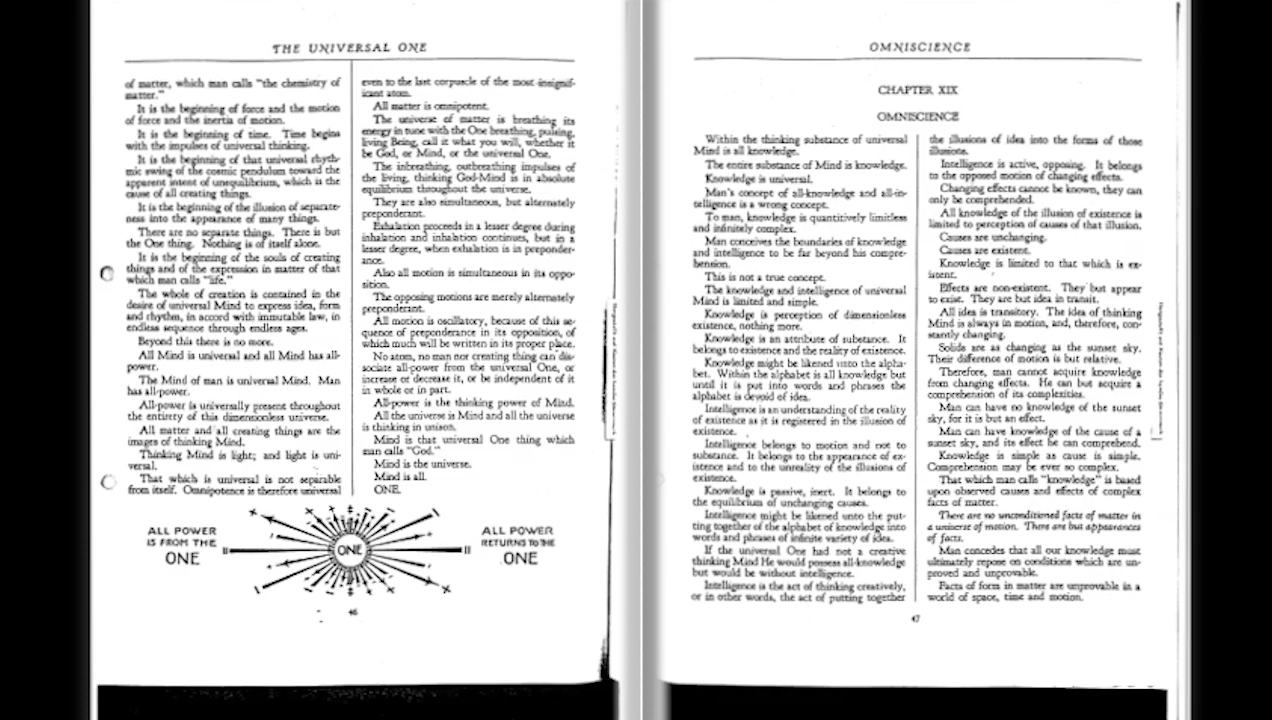 THE UNIVERSAL ONE
of matter, which man calls "the chemistry of
matter."
It is the beginning of force and the motion
of force and the inertia of motion.
It is the beginning of time. Time begins
with the impulses of universal thinking.
It is the beginning of that universal rhyth-
mic swing of the cosmic pendulum toward the
apparent intent of unequilibrium, which is the
cause of all creating things.
It is the beginning of the illusion of separate-
ness into the appearance of many things.
There are no separate things. There is but
the One thing. Nothing is of itself alone.
It is the beginning of the souls of creating
things and of the expression in matter of that
which man calls "life."
The whole of creation is contained in the
desire of universal Mind to express idea, form
and rhythm, in accord with immutable law, in
endless sequence through endless ages.
Beyond this there is no more.
All Mind is universal and all Mind has all-
power.
The Mind of man is universal Mind. Man
has all-power.
All-power is universally present throughout
the entirety of this dimensionless universe.
All matter and all creating things are the
images of thinking Mind.
Thinking Mind is light; and light is uni-
versal.
That which is universal is not separable
from itself. Omnipotence is therefore universal
even to the last corpuscle of the most insignif-
icant atom.
All matter is omnipotent.
The universe of matter is breathing its
energy in tune with the One breathing, pulsing,
living Being, call it what you will, whether it
be God, or Mind, or the universal One.
The inbreathing, outbreathing impulses of
the living, thinking God-Mind is in absolute
equilibrium throughout the universe.
They are also simultaneous, but alternately
preponderant.
Exhalation proceeds in a lesser degree during
inhalation and inhalation continues, but in a
lesser degree, when exhalation is in preponder-
ance.
Also all motion is simultaneous in its oppo-
sition.
The opposing motions are merely alternately
preponderant.
All motion is oscillatory, because of this se-
quence of preponderance in its opposition, of
which much will be written in its proper place.
No atom, no man nor creating thing can dis-
sociate all-power from the universal One, or
increase or decrease it, or be independent of it
in whole or in part.
All-power is the thinking power of Mind.
All the universe is Mind and all the universe
is thinking in unison.
Mind is that universal One thing which
man calls "God."
Mind is the universe.
Mind is all.
ONE.
ALL POWER
IS FROM THE
ONE
ONE
ALL POWER
RETURNS TO THE
ONE
46
OMNISCIENCE
CHAPTER XIX
OMNISCIENCE
Within the thinking substance of universal
Mind is all knowledge.
The entire substance of Mind is knowledge.
Knowledge is universal.
Man's concept of all-knowledge and all-in-
telligence is a wrong concept.
To man, knowledge is quantitively limitless
and infinitely complex.
Man conceives the boundaries of knowledge
and intelligence to be far beyond his compre-
hension.
This is not a true concept.
The knowledge and intelligence of universal
Mind is limited and simple.
Knowledge is perception of dimensionless
existence, nothing more.
Knowledge is an attribute of substance. It
belongs to existence and the reality of existence.
Knowledge might be likened unto the alpha-
bet. Within the alphabet is all knowledge but
until it is put into words and phrases the
alphabet is devoid of idea.
Intelligence is an understanding of the reality
of existence as it is registered in the illusion of
existence.
Intelligence belongs to motion and not to
substance. It belongs to the appearance of ex-
istence and to the unreality of the illusions of
existence.
Knowledge is passive, inert. It belongs to
the equilibrium of unchanging causes.
Intelligence might be likened unto the put-
ting together of the alphabet of knowledge into
words and phrases of infinite variety of idea.
If the universal One had not a creative
thinking Mind He would possess all-knowledge
but would be without intelligence.
Intelligence is the act of thinking creatively,
or in other words, the act of putting together
the illusions of idea into the forms of those
illusions.
Intelligence is active, opposing. It belongs
to the opposed motion of changing effects.
Changing effects cannot be known, they can
only be comprehended.
All knowledge of the illusion of existence is
limited to perception of causes of that illusion.
Causes are unchanging.
Causes are existent.
Knowledge is limited to that which is ex-
istent.
Effects are non-existent. They but appear
to exist. They are but idea in transit.
All idea is transitory. The idea of thinking
Mind is always in motion, and, therefore, con-
stantly changing.
Solids are as changing as the sunset sky.
Their difference of motion is but relative.
Therefore, man cannot acquire knowledge
from changing effects. He can but acquire a
comprehension of its complexities.
Man can have no knowledge of the sunset
sky, for it is but an effect.
Man can have knowledge of the cause of a
sunset sky, and its effect he can comprehend.
Knowledge is simple as cause is simple.
Comprehension may be ever so complex.
That which man calls "knowledge" is based
upon observed causes and effects of complex
facts of matter.
There are no unconditioned facts of matter in
a universe of motion. There are but appearances
of facts.
Man concedes that all our knowledge must
ultimately repose on conditions which are un-
proved and unprovable.
Facts of form in matter are unprovable in a
world of space, time and motion.
47